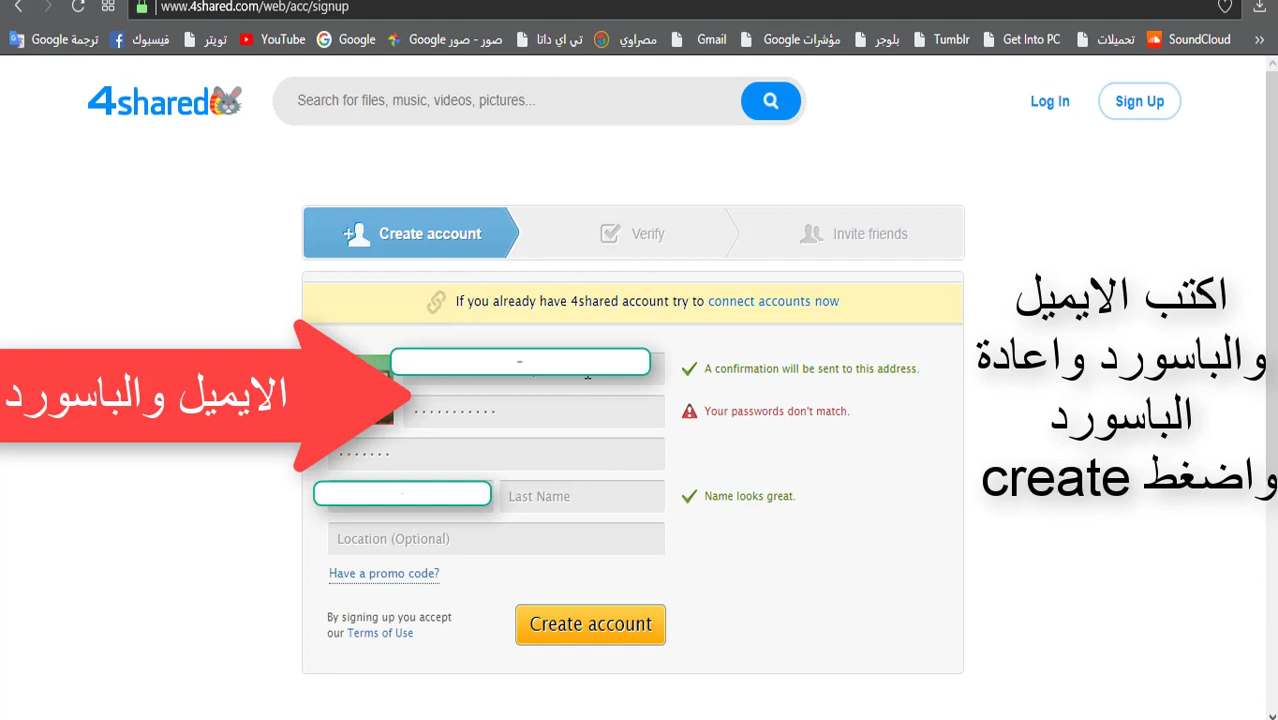 www.4shared.com/web/acc/signup
ترجمة Google
فيسبوك
تويتر
YouTube
Google
صور - صور Google
تي اي داتا
مصراوي
Gmail
مؤشرات Google
بلوجر
Tumblr
Get Into PC
تحميلات
SoundCloud
»
4shared
Search for files, music, videos, pictures...
Log In
Sign Up
Create account
Verify
Invite friends
If you already have 4shared account try to connect accounts now
A confirmation will be sent to this address.
Your passwords don't match.
Last Name
Name looks great.
Location (Optional)
Have a promo code?
By signing up you accept
our Terms of Use
Create account
الايميل والباسورد
اكتب الايميل
والباسورد واعادة
الباسورد
واضغط create